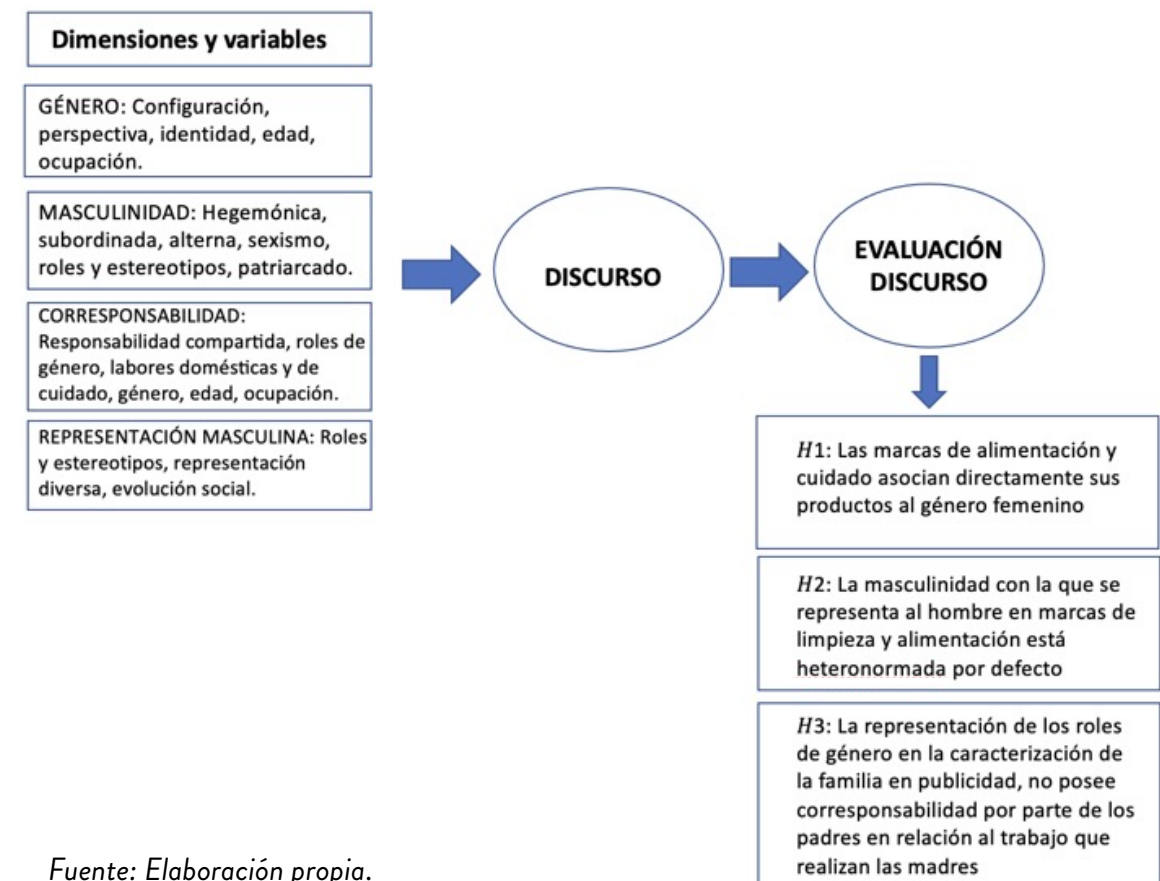 Dimensiones y variables
GÉNERO: Configuración,
perspectiva, identidad, edad,
ocupación.
MASCULINIDAD: Hegemónica,
subordinada, alterna, sexismo,
roles y estereotipos, patriarcado.
CORRESPONSABILIDAD:
Responsabilidad compartida, roles de
género, labores domésticas y de
cuidado, género, edad, ocupación.
REPRESENTACIÓN MASCULINA: Roles
y estereotipos, representación
diversa, evolución social.
DISCURSO
EVALUACIÓN
DISCURSO
H1: Las marcas de alimentación y
cuidado asocian directamente sus
productos al género femenino
H2: La masculinidad con la que se
representa al hombre en marcas de
limpieza y alimentación está
heteronormada por defecto
H3: La representación de los roles
de género en la caracterización de
la familia en publicidad, no posee
corresponsabilidad por parte de los
padres en relación al trabajo que
realizan las madres
Fuente: Elaboración propia.